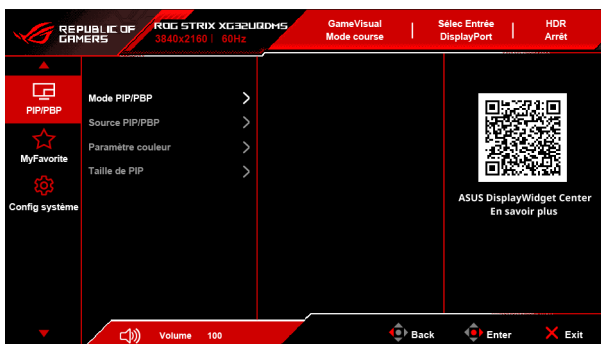 REPUBLIC OF
GAMERS
ROG STRIX XG32UQDMS
3840x2160 | 60Hz
GameVisual
Mode course
Sélec Entrée
DisplayPort
HDR
Arrêt
PIP/PBP
MyFavorite
Config système
Mode PIP/PBP
Source PIP/PBP
Paramètre couleur
Taille de PIP
ASUS DisplayWidget Center
En savoir plus
Volume 100
Back
Enter
Exit